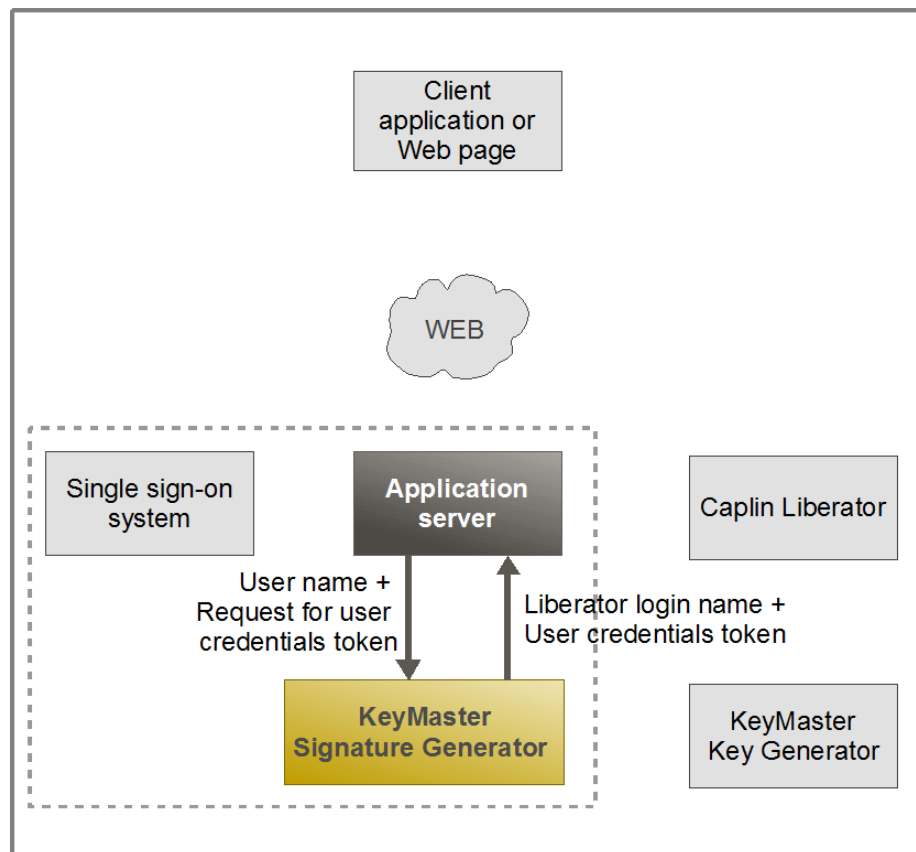 Client
application or
Web page
WEB
Single sign-on
system
Application
server
Caplin Liberator
User name +
Request for user
credentials token
Liberator login name +
User credentials token
KeyMaster
Signature Generator
KeyMaster
Key Generator